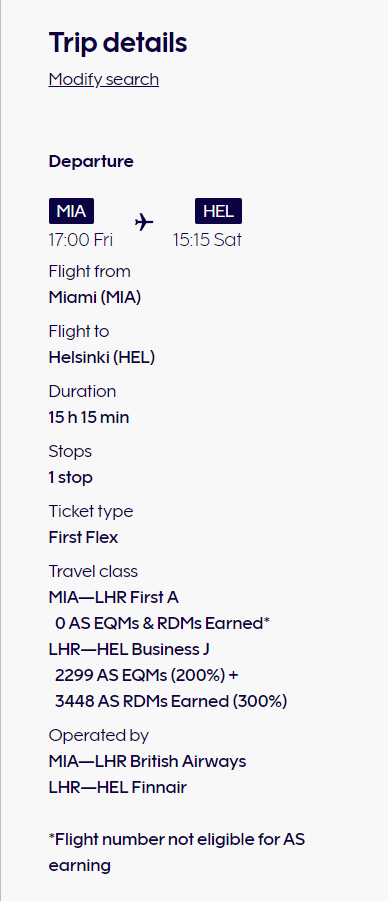 Trip details
Modify search
Departure
MIA HEL
17:00 Fri 15:15 Sat
Flight from
Miami (MIA)
Flight to
Helsinki (HEL)
Duration
15 h 15 min
Stops
1 stop
Ticket type
First Flex
Travel class
MIA—LHR First A
0 AS EQMs & RDMs Earned*
LHR—HEL Business J
2299 AS EQMs (200%) +
3448 AS RDMs Earned (300%)
Operated by
MIA—LHR British Airways
LHR—HEL Finnair
*Flight number not eligible for AS
earning